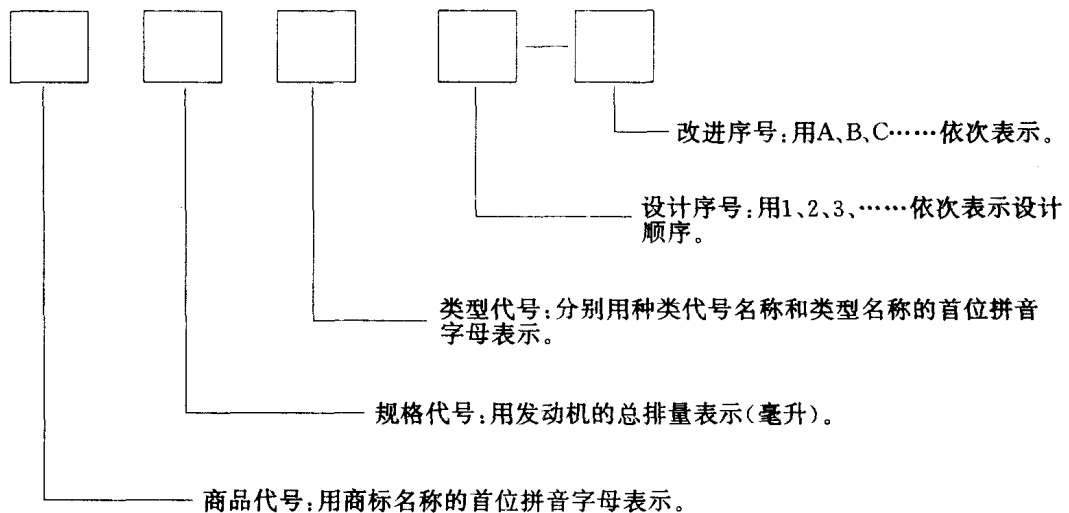 改进序号:用A、B、C……依次表示。
设计序号:用1、2、3、……依次表示设计
顺序。
类型代号:分别用种类代号名称和类型名称的首位拼音
字母表示。
规格代号:用发动机的总排量表示(毫升)。
商品代号:用商标名称的首位拼音字母表示。